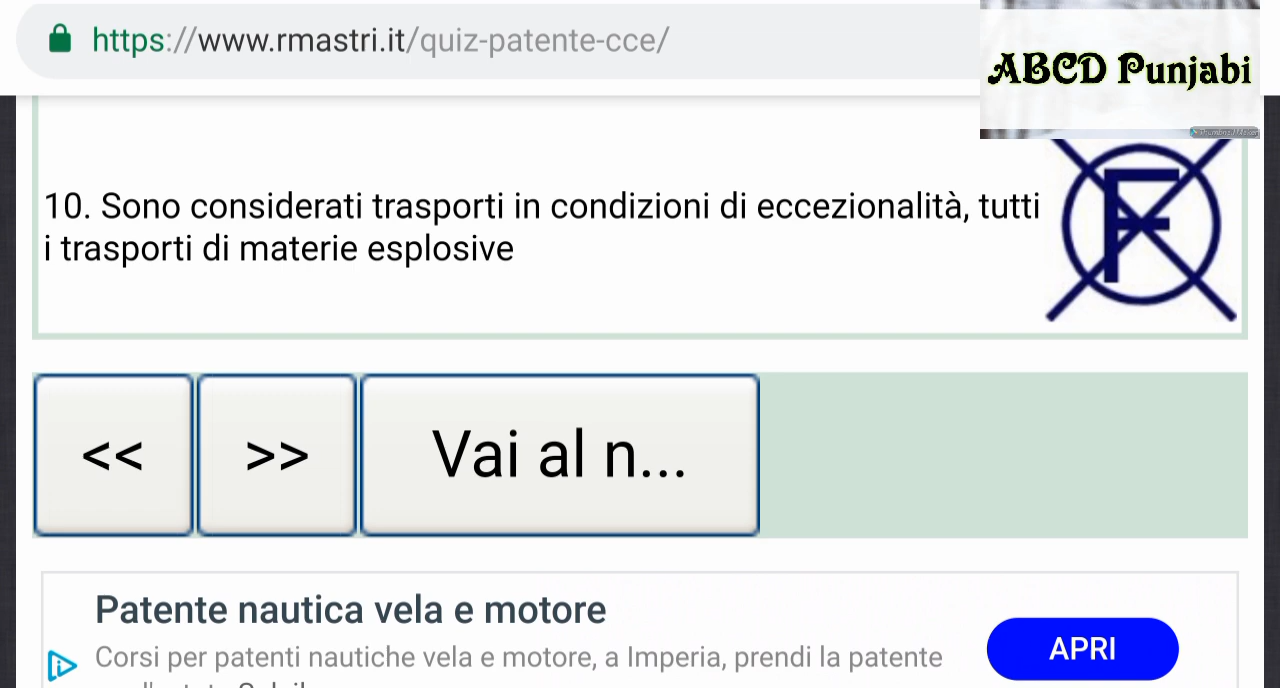 https://www.rmastri.it/quiz-patente-cce/
ABCD Punjabi
10. Sono considerati trasporti in condizioni di eccezionalità, tutti
i trasporti di materie esplosive
F
<<
>>
Vai al n...
Patente nautica vela e motore
Corsi per patenti nautiche vela e motore, a Imperia, prendi la patente
APRI